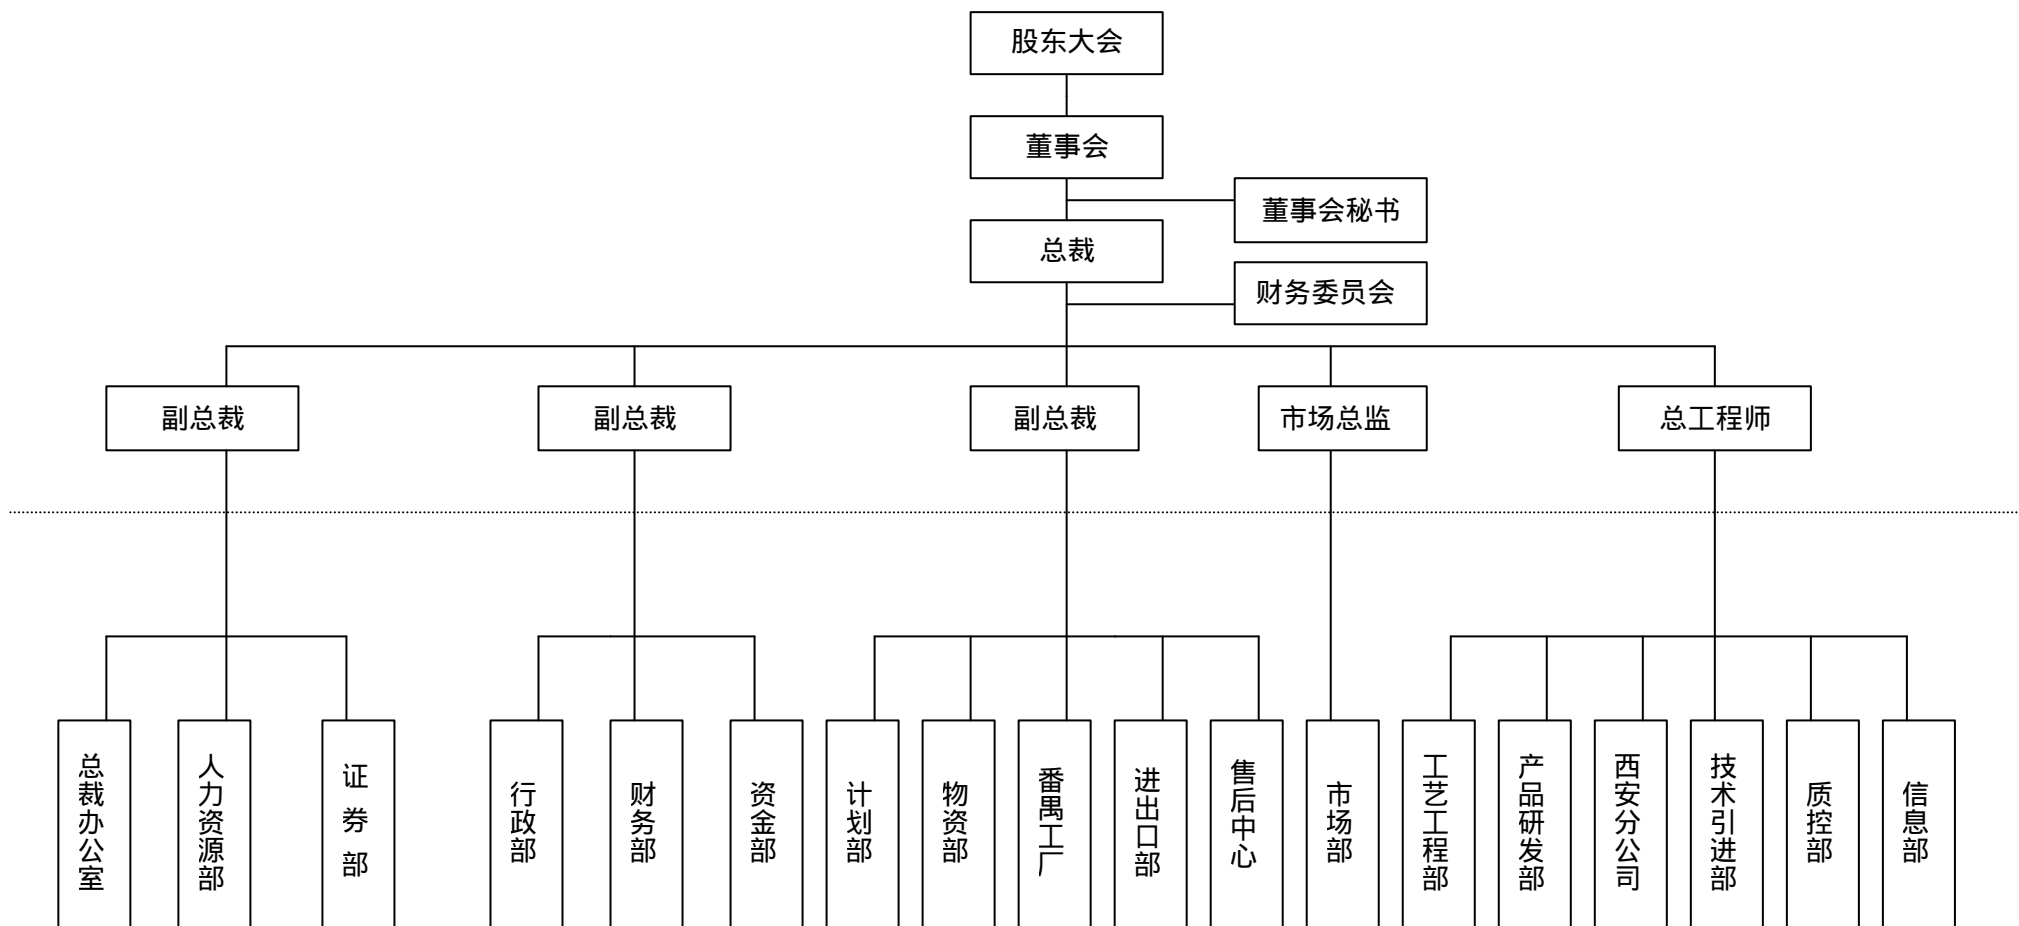 股东大会
董事会
董事会秘书
总裁
财务委员会
副总裁
副总裁
副总裁
市场总监
总工程师
总裁办公室
人力资源部
证券部
行政部
财务部
资金部
计划部
物资部
番禺工厂
进出口部
售后中心
市场部
工艺工程部
产品研发部
西安分公司
技术引进部
质控部
信息部